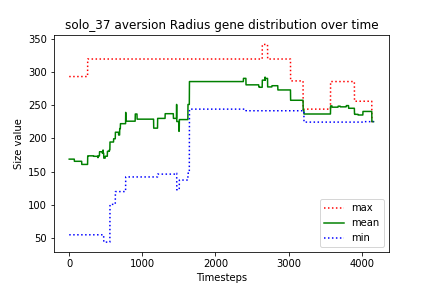 solo_37 aversion Radius gene distribution over time
350
300
250
200
150
100
50
Size value
max
mean
min
0
1000
2000
3000
4000
Timesteps